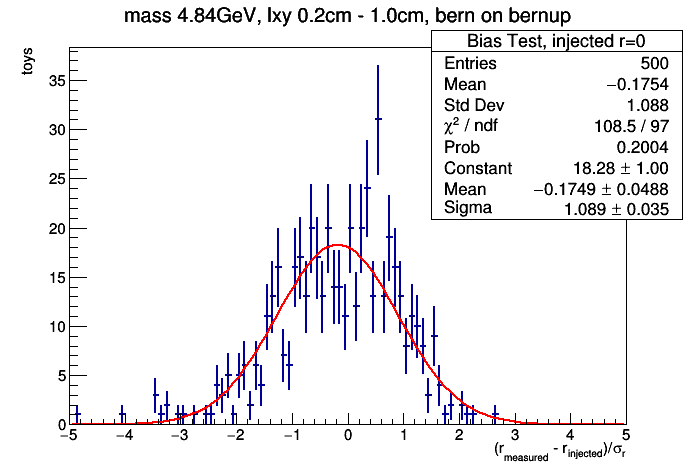 mass 4.84GeV, lxy 0.2cm - 1.0cm, bern on bernup
toys
Bias Test, injected r=0
Entries 500
Mean −0.1754
Std Dev 1.088
χ² / ndf 108.5 / 97
Prob 0.2004
Constant 18.28 ± 1.00
Mean −0.1749 ± 0.0488
Sigma 1.089 ± 0.035
35
30
25
20
15
10
5
0
−5 −4 −3 −2 −1 0 1 2 3 4 5
(r_measured - r_injected)/σ_r